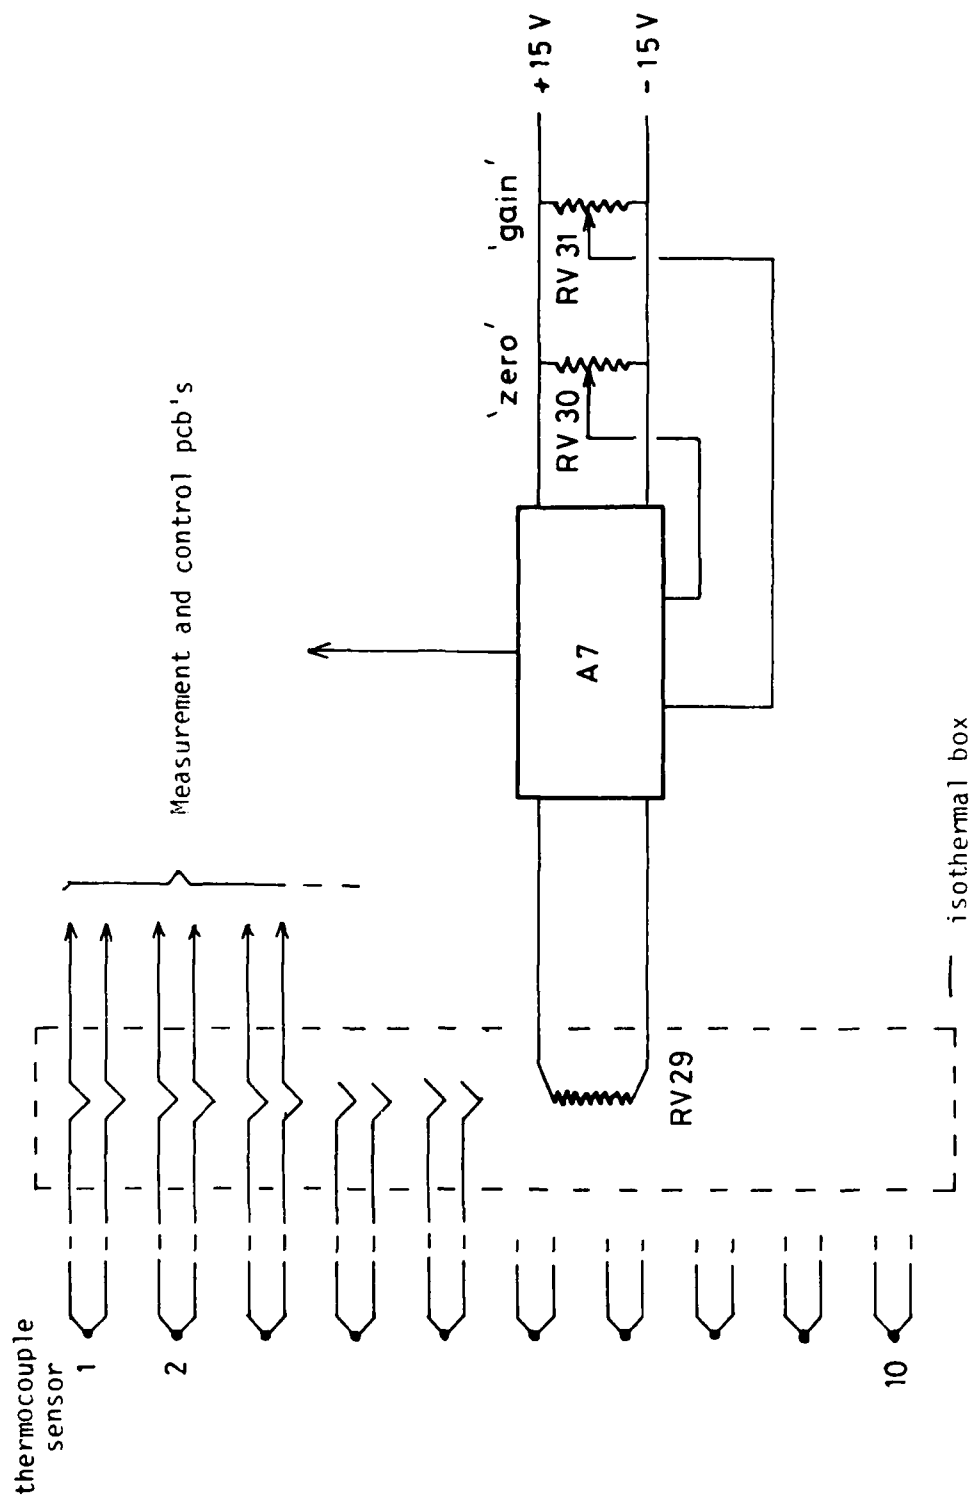 thermocouple
sensor
1
2
10
Measurement and control pcb's
isothermal box
RV29
A7
RV 30
'zero'
RV 31
'gain'
+15 V
- 15 V